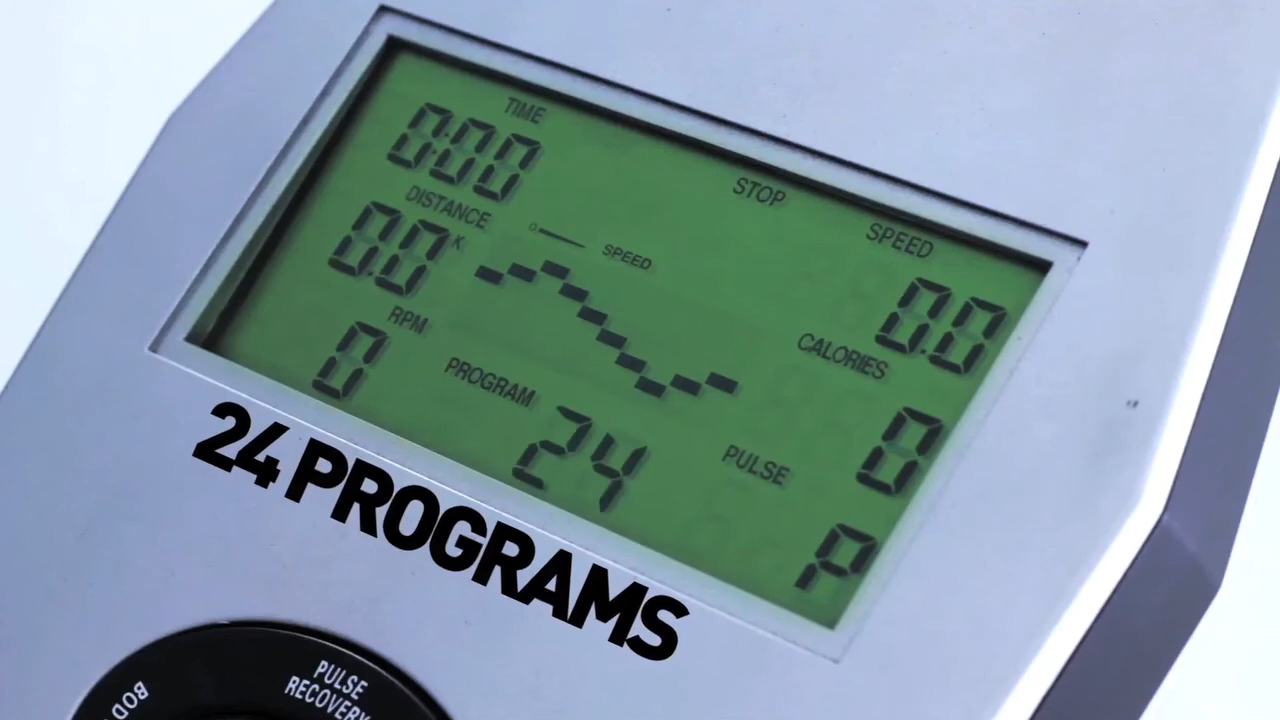 TIME
0:00
STOP
SPEED
0.0
DISTANCE
0.0 K
SPEED
RPM
0
CALORIES
0
PROGRAM
24
PULSE
P
24 PROGRAMS
PULSE
RECOVERY